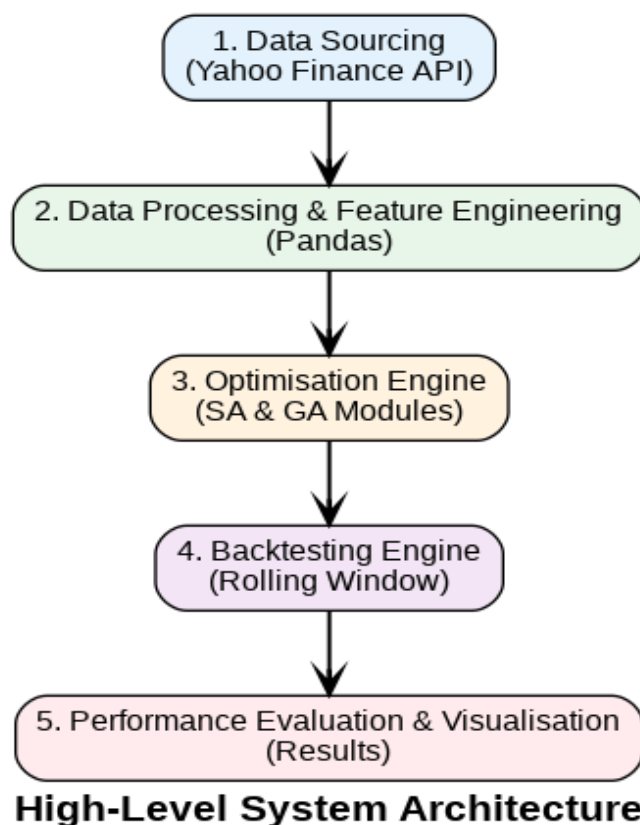 1. Data Sourcing
(Yahoo Finance API)
2. Data Processing & Feature Engineering
(Pandas)
3. Optimisation Engine
(SA & GA Modules)
4. Backtesting Engine
(Rolling Window)
5. Performance Evaluation & Visualisation
(Results)
High-Level System Architecture